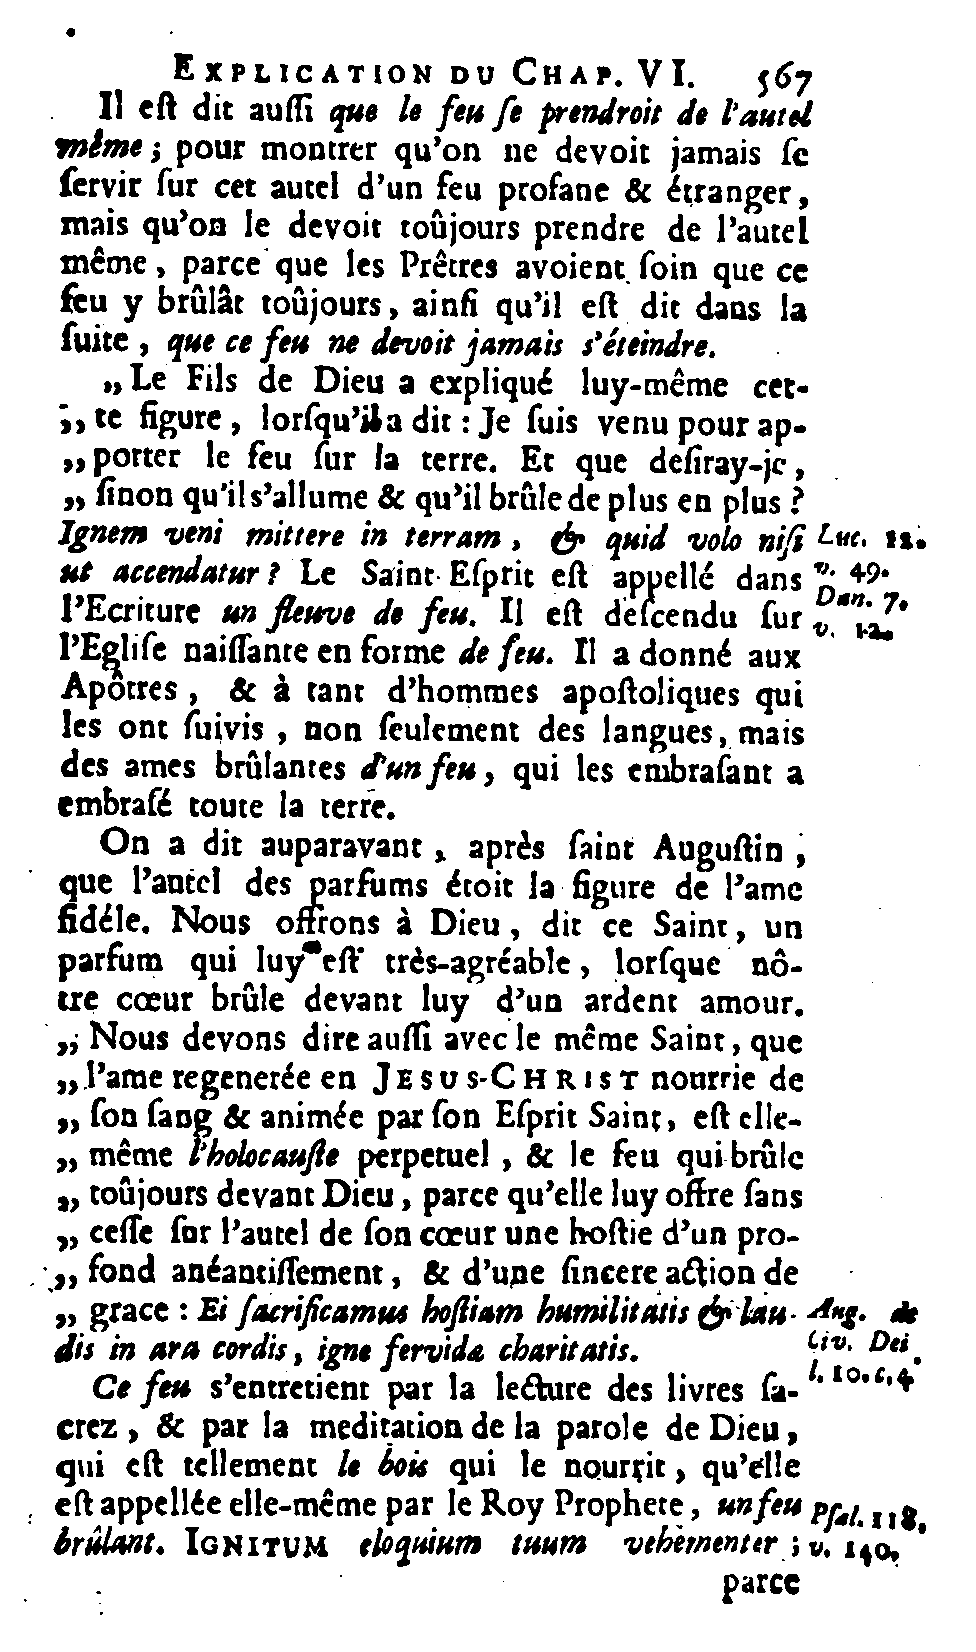 EXPLICATION DU CHAP. VI. 567
Il eſt dit auſſi que le feu ſe prendroit de l'autel
même ; pour montrer qu'on ne devoit jamais ſe
ſervir ſur cet autel d'un feu profane & étranger,
mais qu'on le devoit toûjours prendre de l'autel
même, parce que les Prêtres avoient ſoin que ce
feu y brûlât toûjours, ainſi qu'il eſt dit dans la
ſuite, que ce feu ne devoit jamais s'éteindre.
„ Le Fils de Dieu a expliqué luy-même cet-
„ te figure, lorſqu'il a dit : Je ſuis venu pour ap-
„ porter le feu ſur la terre. Et que deſiray-je,
„ ſinon qu'il s'allume & qu'il brûle de plus en plus ?
Ignem veni mittere in terram, & quid volo niſi Luc. 12.
ut accendatur ? Le Saint Eſprit eſt appellé dans v. 49.
l'Ecriture un fleuve de feu. Il eſt deſcendu ſur Dan. 7. v. 12.
l'Egliſe naiſſante en forme de feu. Il a donné aux
Apôtres, & à tant d'hommes apoſtoliques qui
les ont ſuivis, non ſeulement des langues, mais
des ames brûlantes d'un feu, qui les embraſant a
embraſé toute la terre.
On a dit auparavant, après ſaint Auguſtin,
que l'autel des parfums étoit la figure de l'ame
fidéle. Nous offrons à Dieu, dit ce Saint, un
parfum qui luy eſt très-agréable, lorſque nô-
tre cœur brûle devant luy d'un ardent amour.
„ Nous devons dire auſſi avec le même Saint, que
„ l'ame regenerée en JESUS-CHRIST nourrie de
„ ſon ſang & animée par ſon Eſprit Saint, eſt elle-
„ même l'holocauſte perpetuel, & le feu qui brûle
„ toûjours devant Dieu, parce qu'elle luy offre ſans
„ ceſſe ſur l'autel de ſon cœur une hoſtie d'un pro-
„ fond anéantiſſement, & d'une ſincere action de
„ grace : Ei ſacrificamus hoſtiam humilitatis & lau- Aug. de
dis in ara cordis, igne fervida charitatis. Civ. Dei
Ce feu s'entretient par la lecture des livres ſa- l. 10. c. 4.
crez, & par la meditation de la parole de Dieu,
qui eſt tellement le bois qui le nourrit, qu'elle
eſt appellée elle-même par le Roy Prophete, un feu Pſal. 118.
brûlant. IGNITUM eloquium tuum vehementer ; v. 140.
parce